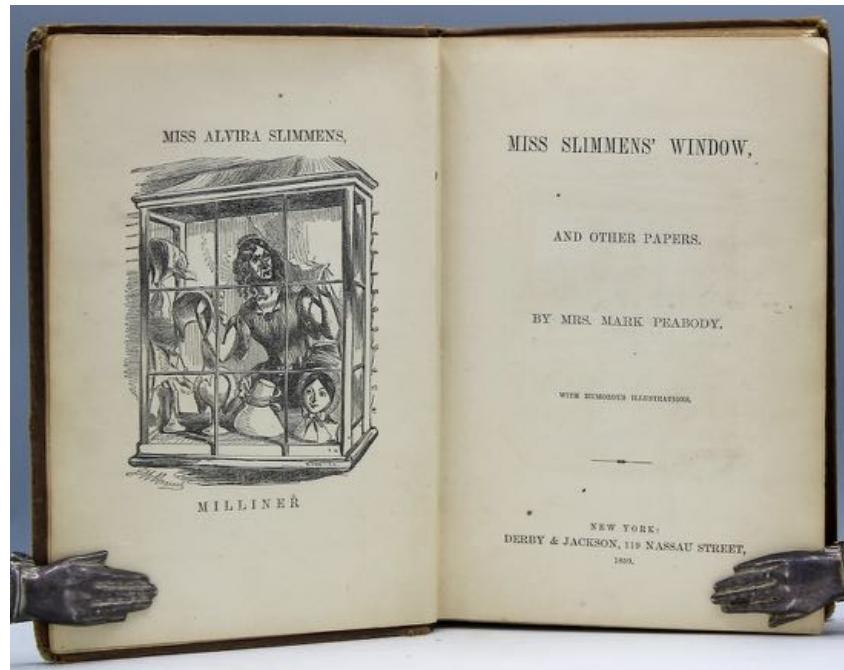 MISS ALVIRA SLIMMENS,
MILLINER
MISS SLIMMENS' WINDOW,
AND OTHER PAPERS.
BY MRS. MARK PEABODY.
WITH HUMOROUS ILLUSTRATIONS.
NEW YORK:
DERBY & JACKSON, 119 NASSAU STREET,
1859.